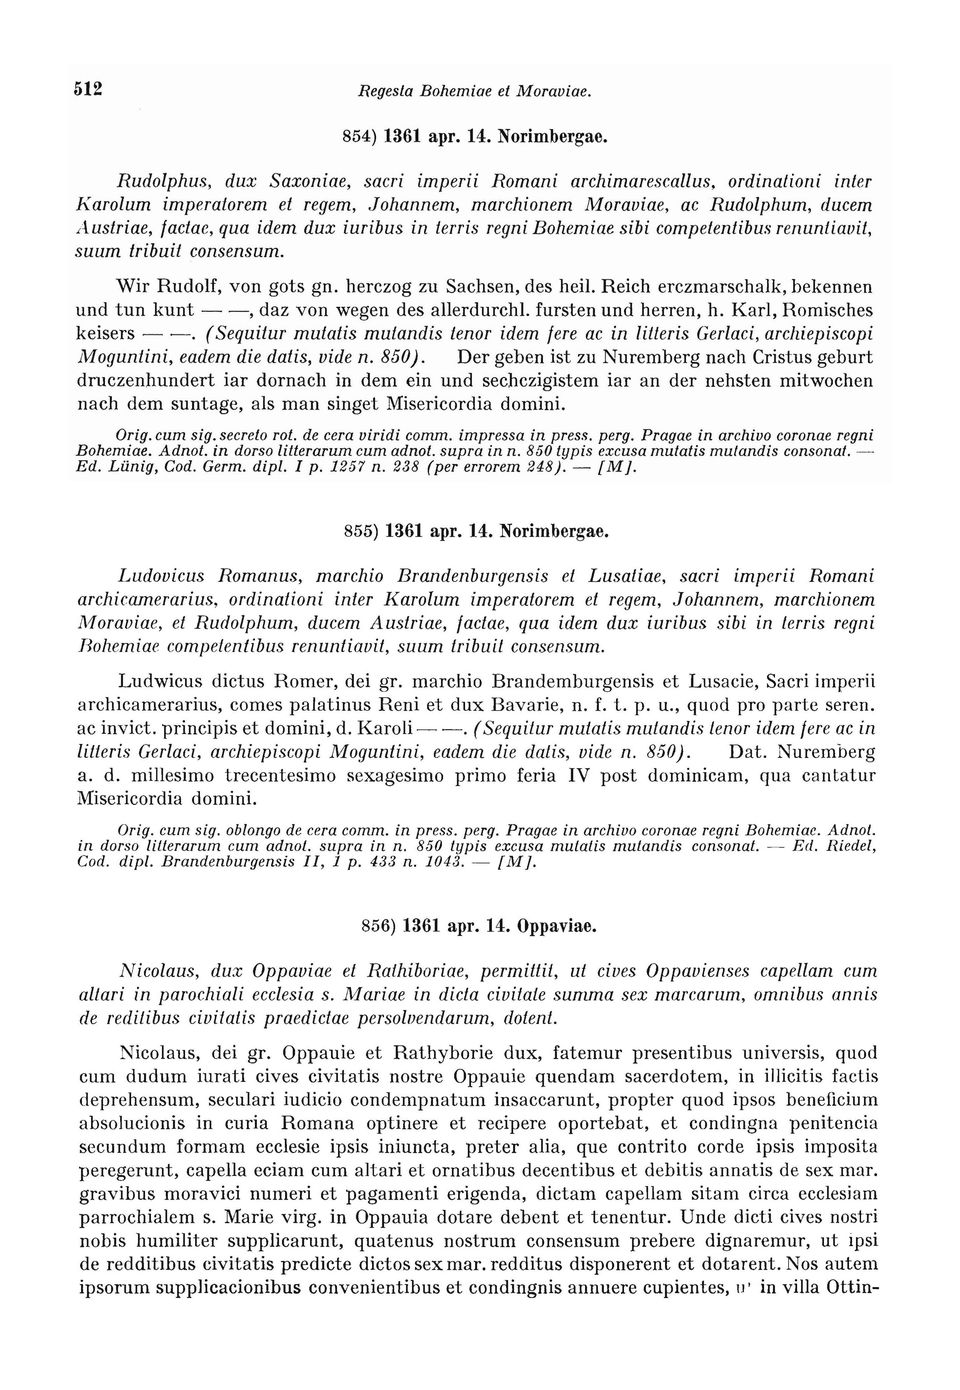 512 Regesta Bohemiae et Moraviae.
854) 1361 apr. 14. Norimbergae.
Rudolphus, dux Saxoniae, sacri imperii Romani archimarescallus, ordinationi inter
Karolum imperatorem et regem, Johannem, marchionem Moraviae, ac Rudolphum, ducem
Austriae, factae, qua idem dux iuribus in terris regni Bohemiae sibi competentibus renuntiavit,
suum tribuit consensum.
Wir Rudolf, von gots gn. herczog zu Sachsen, des heil. Reich erczmarschalk, bekennen
und tun kunt — —, daz von wegen des allerdurchl. fursten und herren, h. Karl, Romisches
keisers — —. (Sequitur mutatis mutandis tenor idem fere ac in litteris Gerlaci, archiepiscopi
Moguntini, eadem die datis, vide n. 850). Der geben ist zu Nuremberg nach Cristus geburt
druczenhundert iar dornach in dem ein und sechczigistem iar an der nehsten mitwochen
nach dem suntage, als man singet Misericordia domini.
Orig. cum sig. secreto rot. de cera viridi comm. impressa in press. perg. Pragae in archivo coronae regni
Bohemiae. Adnot. in dorso litterarum cum adnot. supra in n. 850 typis excusa mutatis mutandis consonat. —
Ed. Lünig, Cod. Germ. dipl. I p. 1257 n. 238 (per errorem 248). — [M].
855) 1361 apr. 14. Norimbergae.
Ludovicus Romanus, marchio Brandenburgensis et Lusatiae, sacri imperii Romani
archicamerarius, ordinationi inter Karolum imperatorem et regem, Johannem, marchionem
Moraviae, et Rudolphum, ducem Austriae, factae, qua idem dux iuribus sibi in terris regni
Bohemiae competentibus renuntiavit, suum tribuit consensum.
Ludwicus dictus Romer, dei gr. marchio Brandemburgensis et Lusacie, Sacri imperii
archicamerarius, comes palatinus Reni et dux Bavarie, n. f. t. p. u., quod pro parte seren.
ac invict. principis et domini, d. Karoli — —. (Sequitur mutatis mutandis tenor idem fere ac in
litteris Gerlaci, archiepiscopi Moguntini, eadem die datis, vide n. 850). Dat. Nuremberg
a. d. millesimo trecentesimo sexagesimo primo feria IV post dominicam, qua cantatur
Misericordia domini.
Orig. cum sig. oblongo de cera comm. in press. perg. Pragae in archivo coronae regni Bohemiae. Adnot.
in dorso litterarum cum adnot. supra in n. 850 typis excusa mutatis mutandis consonat. — Ed. Riedel,
Cod. dipl. Brandenburgensis II, 1 p. 433 n. 1043. — [M].
856) 1361 apr. 14. Oppaviae.
Nicolaus, dux Oppaviae et Rathiboriae, permittit, ut cives Oppavienses capellam cum
altari in parochiali ecclesia s. Mariae in dicta civitate summa sex marcarum, omnibus annis
de reditibus civitatis praedictae persolvendarum, dotent.
Nicolaus, dei gr. Oppauie et Rathyborie dux, fatemur presentibus universis, quod
cum dudum iurati cives civitatis nostre Oppauie quendam sacerdotem, in illicitis factis
deprehensum, seculari iudicio condempnatum insaccarunt, propter quod ipsos beneficium
absolucionis in curia Romana optinere et recipere oportebat, et condingna penitencia
secundum formam ecclesie ipsis iniuncta, preter alia, que contrito corde ipsis imposita
peregerunt, capella eciam cum altari et ornatibus decentibus et debitis annatis de sex mar.
gravibus moravici numeri et pagamenti erigenda, dictam capellam sitam circa ecclesiam
parrochialem s. Marie virg. in Oppauia dotare debent et tenentur. Unde dicti cives nostri
nobis humiliter supplicarunt, quatenus nostrum consensum prebere dignaremur, ut ipsi
de redditibus civitatis predicte dictos sex mar. redditus disponerent et dotarent. Nos autem
ipsorum supplicacionibus convenientibus et condingnis annuere cupientes, in villa Ottin-